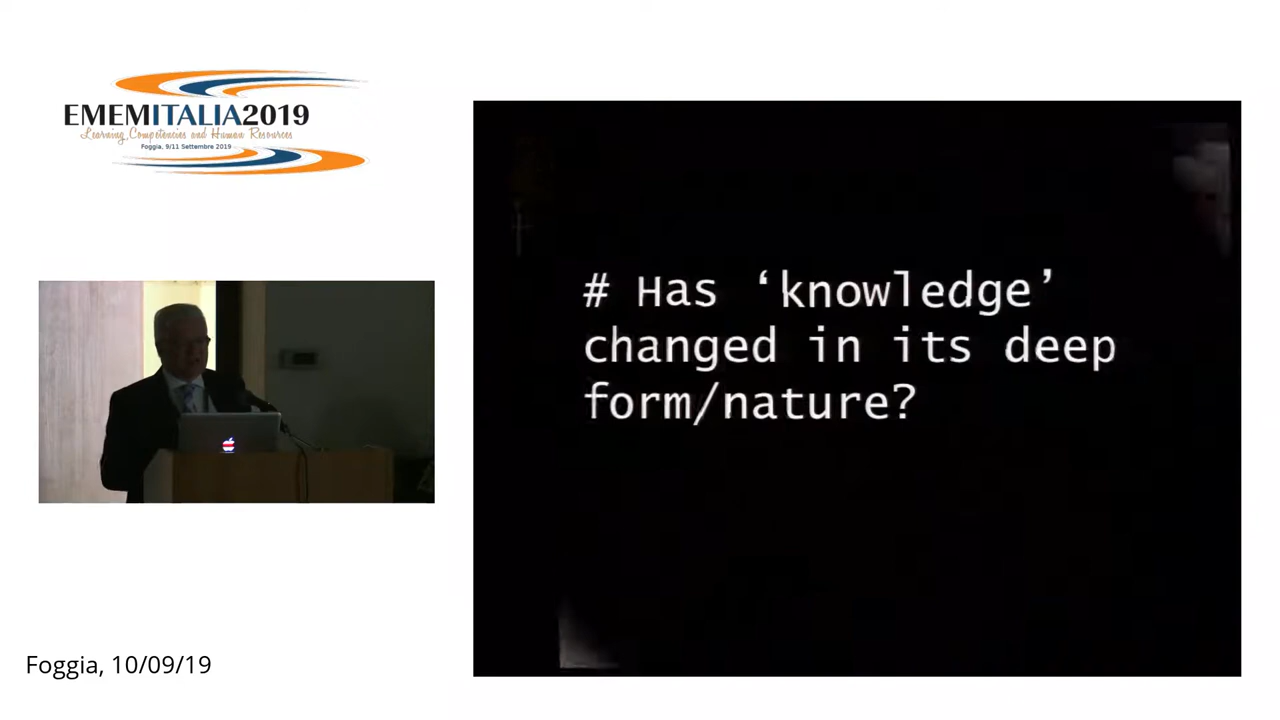 EMEMITALIA2019
Learning, Competencies and Human Resources
Foggia, 9/11 Settembre 2019
# Has ‘knowledge’
changed in its deep
form/nature?
Foggia, 10/09/19